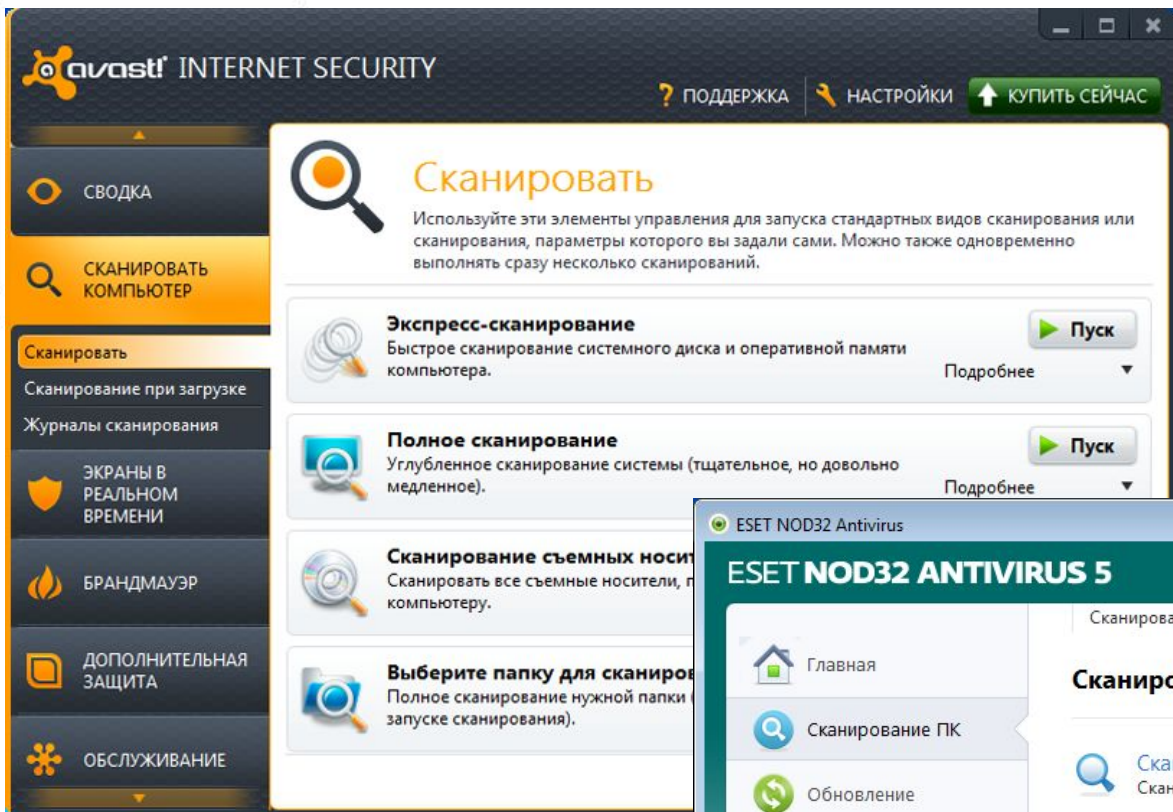 avast! INTERNET SECURITY
? ПОДДЕРЖКА
НАСТРОЙКИ
КУПИТЬ СЕЙЧАС
СВОДКА
СКАНИРОВАТЬ
КОМПЬЮТЕР
Сканировать
Сканирование при загрузке
Журналы сканирования
ЭКРАНЫ В
РЕАЛЬНОМ
ВРЕМЕНИ
БРАНДМАУЭР
ДОПОЛНИТЕЛЬНАЯ
ЗАЩИТА
ОБСЛУЖИВАНИЕ
Сканировать
Используйте эти элементы управления для запуска стандартных видов сканирования или
сканирования, параметры которого вы задали сами. Можно также одновременно
выполнять сразу несколько сканирований.
Экспресс-сканирование
Быстрое сканирование системного диска и оперативной памяти
компьютера.
Пуск
Подробнее
Полное сканирование
Углубленное сканирование системы (тщательное, но довольно
медленное).
Пуск
Подробнее
Сканирование съемных
Сканировать все съемные носители,
компьютеру.
Выберите папку для
Полное сканирование нужной папки (
запуске сканирования).
ESET NOD32 Antivirus
ESET NOD32 ANTIVIRUS 5
Главная
Сканирование ПК
Обновление